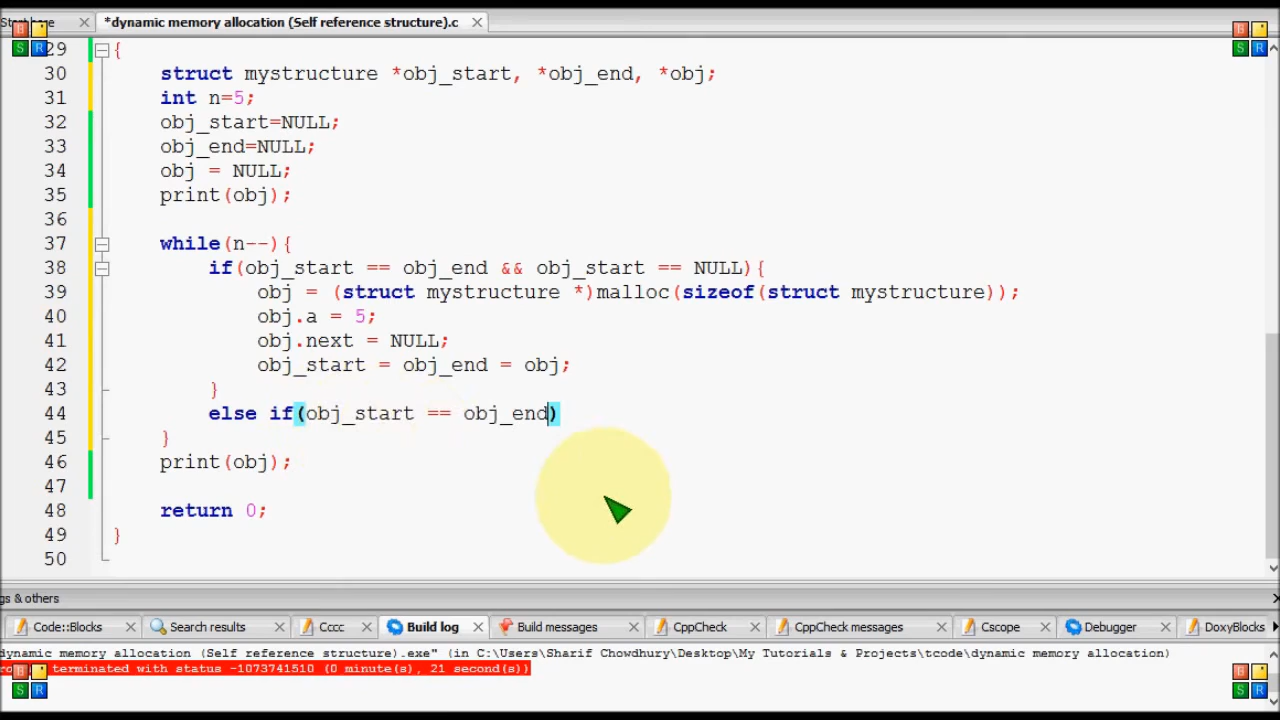 Start here
*dynamic memory allocation (Self reference structure).c
29 {
30 struct mystructure *obj_start, *obj_end, *obj;
31 int n=5;
32 obj_start=NULL;
33 obj_end=NULL;
34 obj = NULL;
35 print(obj);
36
37 while(n--){
38 if(obj_start == obj_end && obj_start == NULL){
39 obj = (struct mystructure *)malloc(sizeof(struct mystructure));
40 obj.a = 5;
41 obj.next = NULL;
42 obj_start = obj_end = obj;
43 }
44 else if(obj_start == obj_end)
45 }
46 print(obj);
47
48 return 0;
49 }
50
gs & others
Code::Blocks Search results Cccc Build log Build messages CppCheck CppCheck messages Cscope Debugger DoxyBlocks
dynamic memory allocation (Self reference structure).exe" (in C:\Users\Sharif Chowdhury\Desktop\My Tutorials & Projects\tcode\dynamic memory allocation)
terminated with status -1073741510 (0 minute(s), 21 second(s))
B
S R
B
S R
B
S R
B
S R